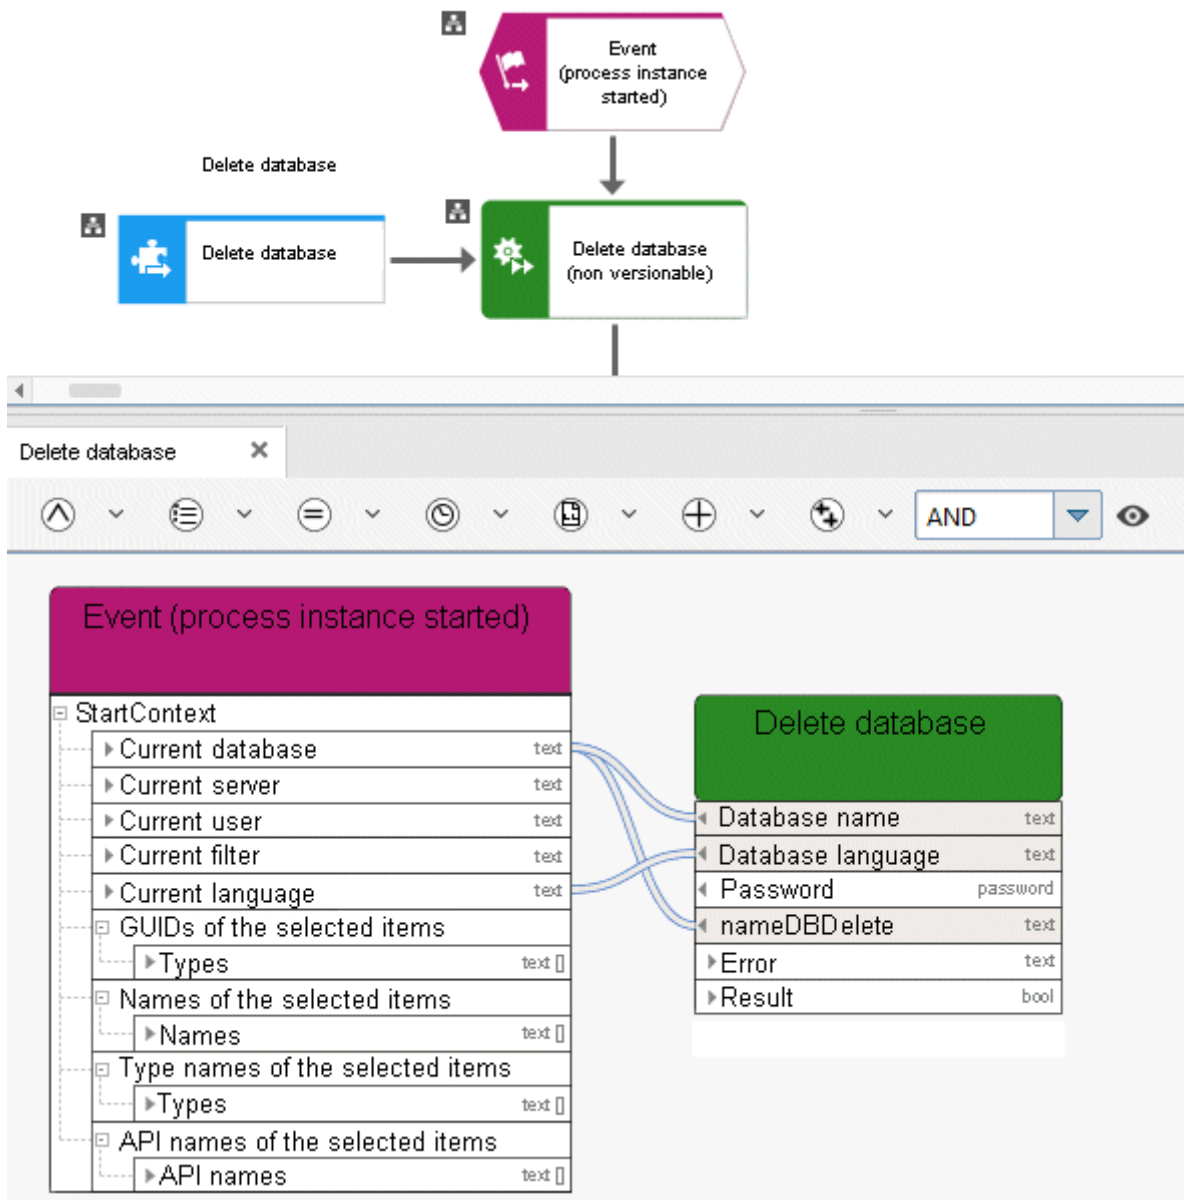 Event
(process instance
started)
Delete database
Delete database
Delete database
(non versionable)
Delete database
AND
Event (process instance started)
StartContext
Current database text
Current server text
Current user text
Current filter text
Current language text
GUIDs of the selected items
Types text []
Names of the selected items
Names text []
Type names of the selected items
Types text []
API names of the selected items
API names text []
Delete database
Database name text
Database language text
Password password
nameDBDelete text
Error text
Result bool